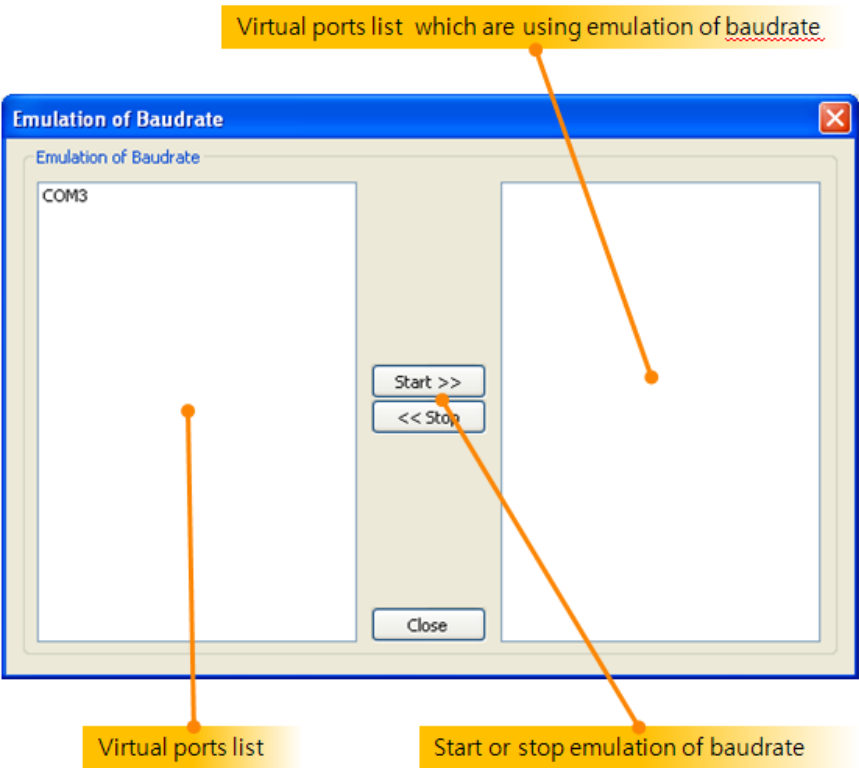 Virtual ports list which are using emulation of baudrate
Emulation of Baudrate
Emulation of Baudrate
COM3
Start >>
<< Stop
Close
Virtual ports list
Start or stop emulation of baudrate